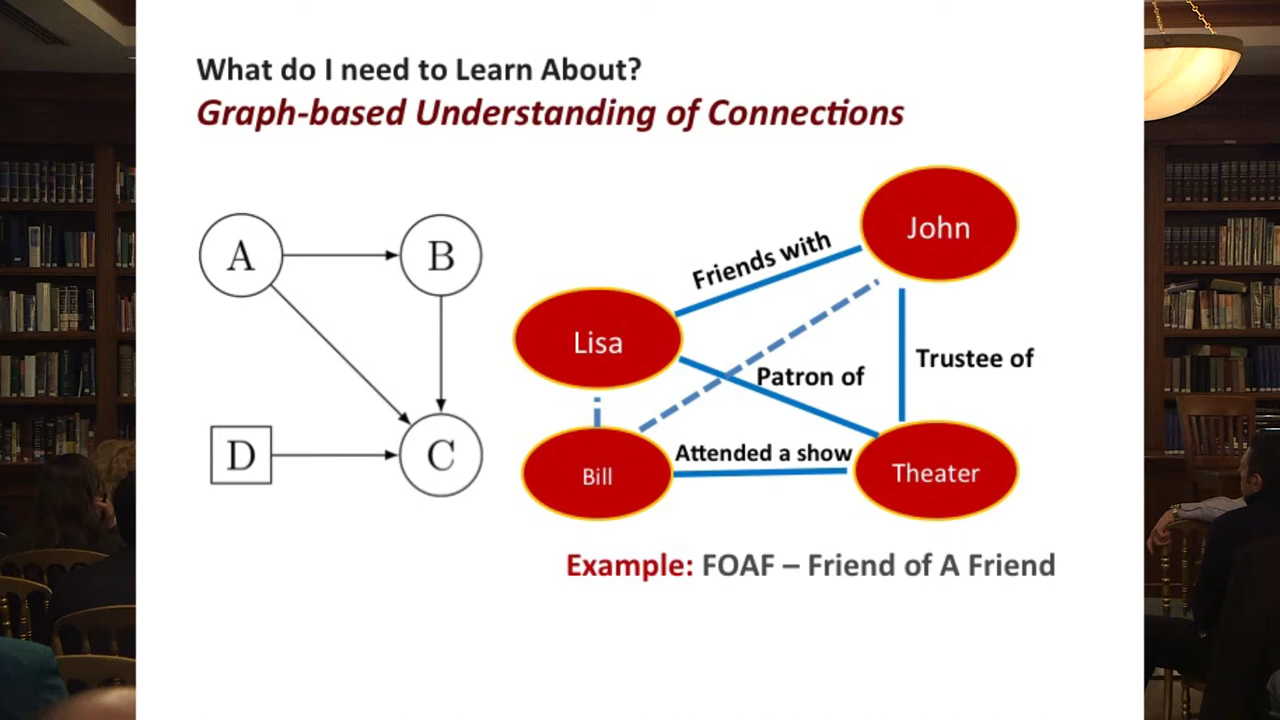 What do I need to Learn About?
Graph-based Understanding of Connections
A
B
D
C
John
Friends with
Lisa
Patron of
Trustee of
Attended a show
Bill
Theater
Example: FOAF – Friend of A Friend